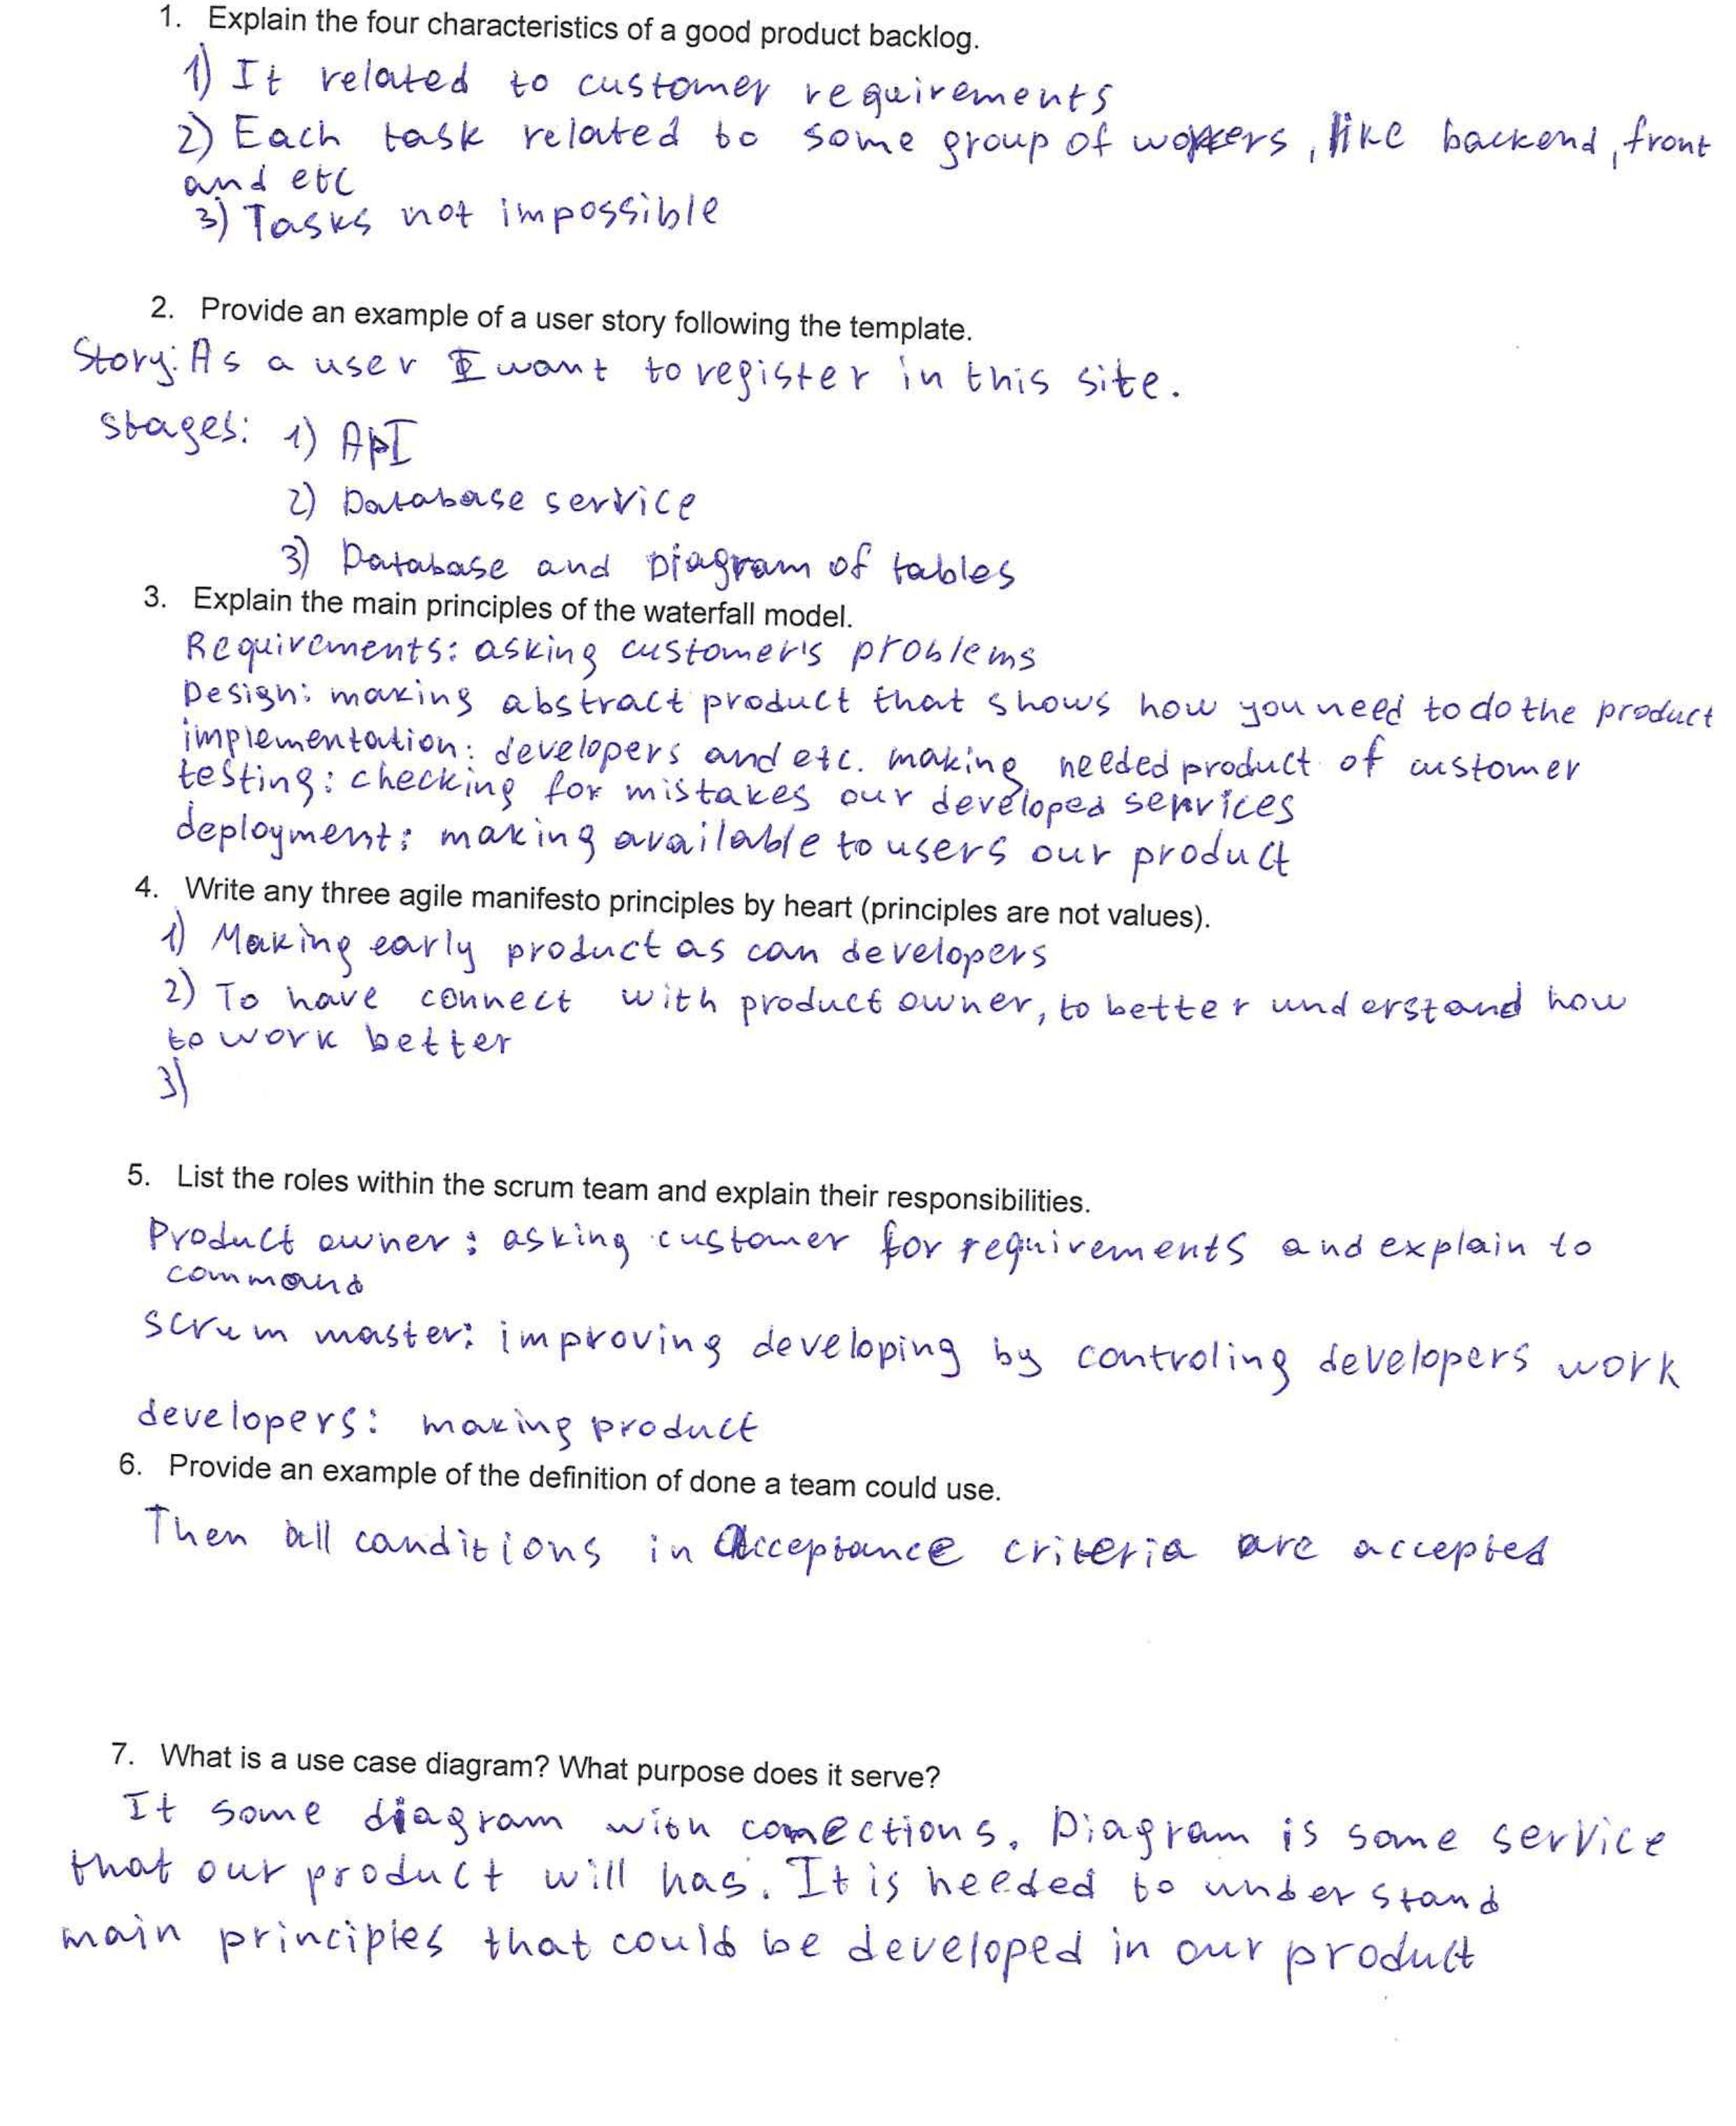 1. Explain the four characteristics of a good product backlog.
1) It related to customer requirements
2) Each task related to some group of workers, like backend, front
and etc
3) Tasks not impossible
2. Provide an example of a user story following the template.
Story: As a user I want to register in this site.
Stages: 1) API
2) Database service
3) Database and Diagram of tables
3. Explain the main principles of the waterfall model.
Requirements: asking customer's problems
Design: making abstract product that shows how you need to do the product
implementation: developers and etc. making needed product of customer
testing: checking for mistakes our developed services
deployment: making available to users our product
4. Write any three agile manifesto principles by heart (principles are not values).
1) Making early product as can developers
2) To have connect with product owner, to better understand how
to work better
3)
5. List the roles within the scrum team and explain their responsibilities.
Product owner: asking customer for requirements and explain to
command
Scrum master: improving developing by controling developers work
developers: making product
6. Provide an example of the definition of done a team could use.
Then all conditions in Acceptance criteria are accepted
7. What is a use case diagram? What purpose does it serve?
It some diagram with conections. Diagram is some service
that our product will has. It is needed to understand
main principles that could be developed in our product